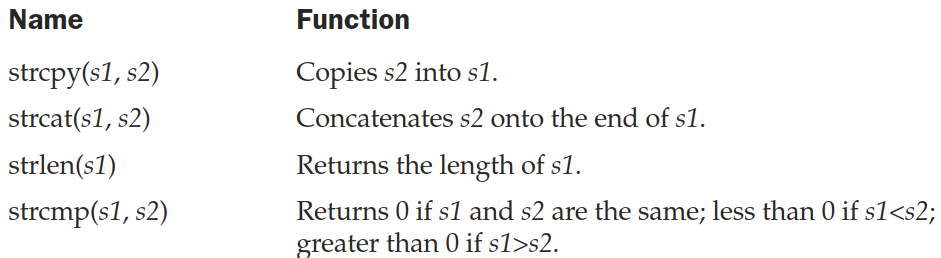 Name Function
strcpy(s1, s2) Copies s2 into s1.
strcat(s1, s2) Concatenates s2 onto the end of s1.
strlen(s1) Returns the length of s1.
strcmp(s1, s2) Returns 0 if s1 and s2 are the same; less than 0 if s1<s2;
greater than 0 if s1>s2.